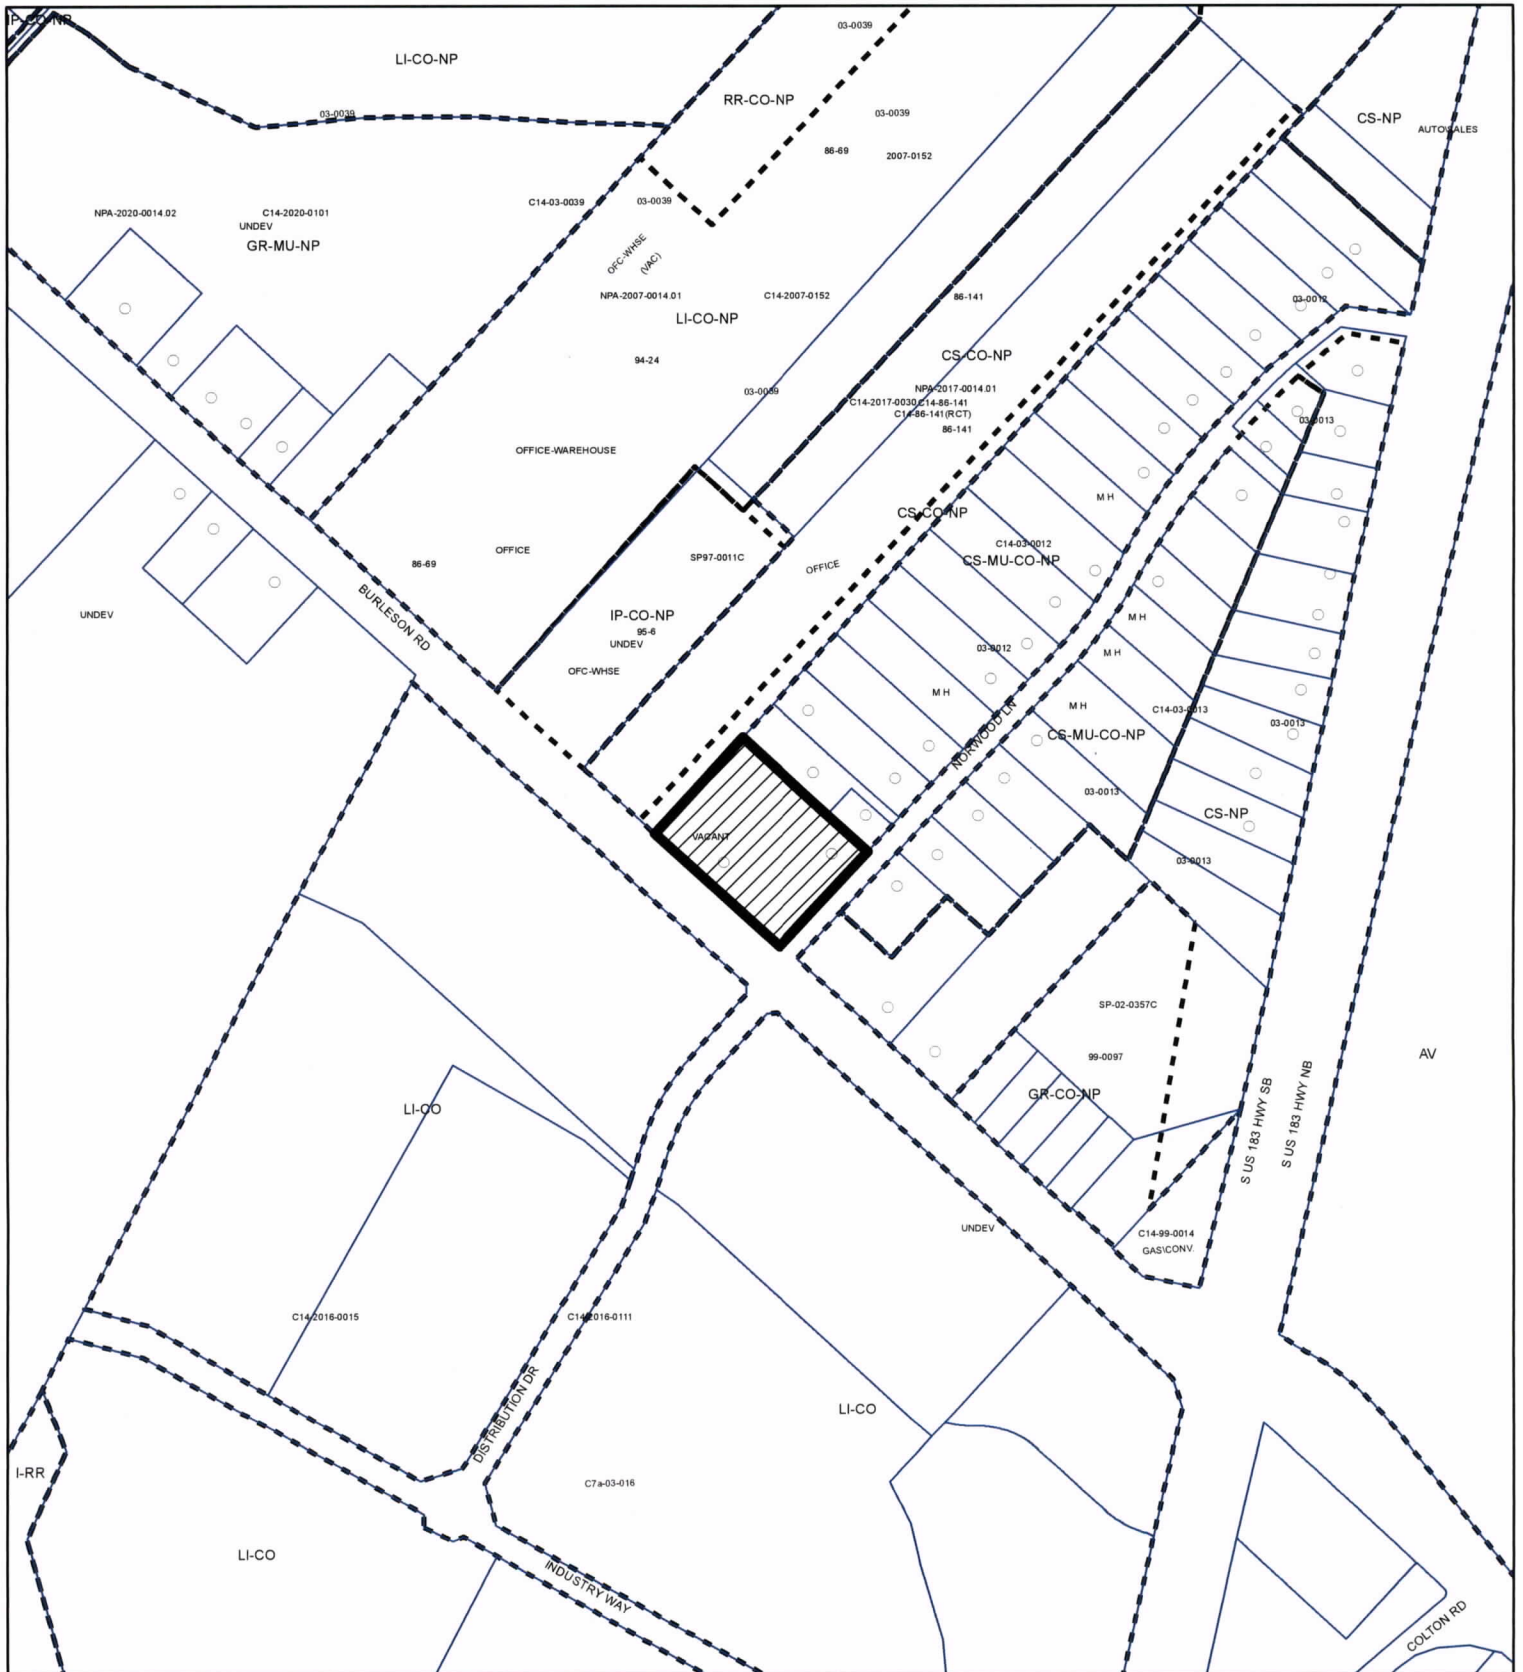 IP-CO-NP
03-0039
LI-CO-NP
RR-CO-NP
03-0039
03-0039
CS-NP
AUTO\SALES
86-69
2007-0152
NPA-2020-0014.02
C14-2020-0101
UNDEV
GR-MU-NP
C14-03-0039
03-0039
OFC-WHSE
(VAC)
NPA-2007-0014.01
C14-2007-0152
86-141
03-0012
LI-CO-NP
94-24
CS-CO-NP
03-0039
NPA-2017-0014.01
C14-2017-0030
C14-86-141
C14-86-141(RCT)
86-141
03-0013
OFFICE-WAREHOUSE
M H
CS-CO-NP
OFFICE
SP97-0011C
OFFICE
C14-03-0012
CS-MU-CO-NP
86-69
BURLESON RD
UNDEV
IP-CO-NP
95-6
UNDEV
OFC-WHSE
M H
03-0012
M H
M H
M H
C14-03-0013
03-0013
NORWOOD LN
CS-MU-CO-NP
03-0013
CS-NP
VACANT
03-0013
SP-02-0357C
99-0097
AV
GR-CO-NP
LI-CO
S US 183 HWY SB
S US 183 HWY NB
UNDEV
C14-99-0014
GAS\CONV.
C14-2016-0015
C14-2016-0111
DISTRIBUTION DR
LI-CO
I-RR
C7a-03-016
LI-CO
INDUSTRY WAY
COLTON RD